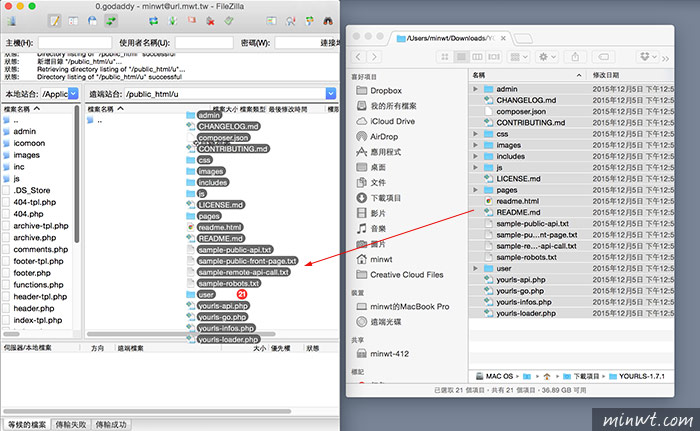 0.godaddy - minwt@url.mwt.tw - FileZilla
主機(H):
使用者名稱(U):
密碼(W):
連接埠
狀態: 新增目錄 "/public_html/u"...
狀態: Retrieving directory listing of "/public_html/u"...
狀態: Directory listing of "/public_html/u" successful
本地站台: /Applic
遠端站台: /public_html/u
檔案名稱
檔案名稱 檔案大小 檔案類型 最後修改時間
..
admin
icomoon
images
inc
js
.DS_Store
404-tpl.php
404.php
archive-tpl.php
archive.php
comments.php
footer-tpl.php
footer.php
functions.php
header-tpl.php
header.php
index-tpl.php
index.php
..
admin
CHANGELOG.md
composer.json
CONTRIBUTING.md
css
images
includes
js
LICENSE.md
pages
readme.html
README.md
sample-public-api.txt
sample-public-front-page.txt
sample-remote-api-call.txt
sample-robots.txt
user
21
yourls-api.php
yourls-go.php
yourls-infos.php
yourls-loader.php
伺服器/本地檔案 方向 遠端檔案 大小 優先權 狀態
等候的檔案 傳輸失敗 傳輸成功
/Users/minwt/Downloads/YO
喜好項目
Dropbox
我的所有檔案
iCloud Drive
AirDrop
應用程式
桌面
文件
下載項目
影片
音樂
圖片
minwt
Creative Cloud Files
裝置
minwt的MacBook Pro
遠端光碟
共享
minwt-412
標記
名稱 修改日期
admin 2015年12月5日 下午12:5
CHANGELOG.md 2015年12月5日 下午12:5
composer.json 2015年12月5日 下午12:5
CONTRIBUTING.md 2015年12月5日 下午12:5
css 2015年12月5日 下午12:5
images 2015年12月5日 下午12:5
includes 2015年12月5日 下午12:5
js 2015年12月5日 下午12:5
LICENSE.md 2015年12月5日 下午12:5
pages 2015年12月5日 下午12:5
readme.html 2015年12月5日 下午12:5
README.md 2015年12月5日 下午12:5
sample-public-api.txt 2015年12月5日 下午12:5
sample-pu...nt-page.txt 2015年12月5日 下午12:5
sample-re...-api-call.txt 2015年12月5日 下午12:5
sample-robots.txt 2015年12月5日 下午12:5
user 2015年12月5日 下午12:5
yourls-api.php 2015年12月5日 下午12:5
yourls-go.php 2015年12月5日 下午12:5
yourls-infos.php 2015年12月5日 下午12:5
yourls-loader.php 2015年12月5日 下午12:5
MAC OS 下載項目 YOURLS-1.7.1
已選取 21 個項目，共有 21 個項目，36.89 GB 可用
minwt.com